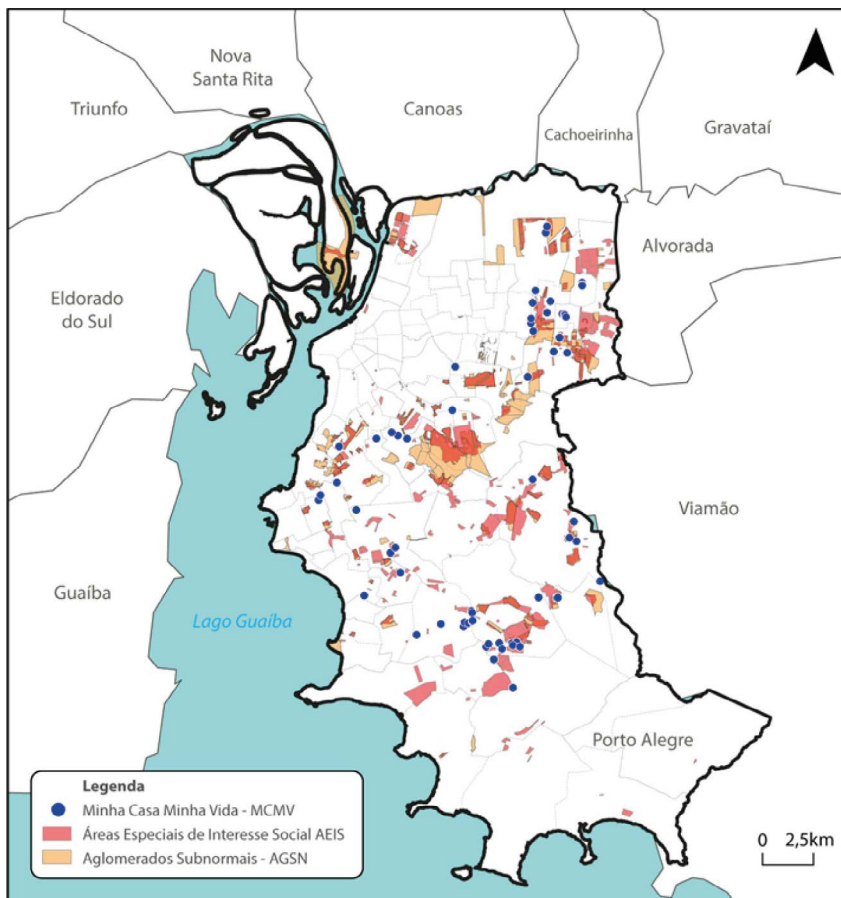 Nova
Santa Rita
Triunfo
Canoas
Cachoeirinha
Gravataí
Alvorada
Eldorado
do Sul
Viamão
Guaíba
Lago Guaíba
Porto Alegre
Legenda
Minha Casa Minha Vida - MCMV
Áreas Especiais de Interesse Social AEIS
Aglomerados Subnormais - AGSN
0 2,5km